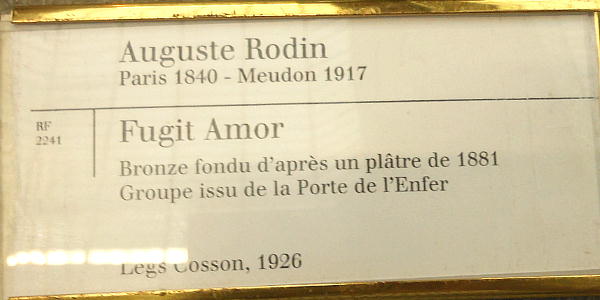 Auguste Rodin
Paris 1840 - Meudon 1917
RF
2241
Fugit Amor
Bronze fondu d'après un plâtre de 1881
Groupe issu de la Porte de l'Enfer
Legs Cosson, 1926